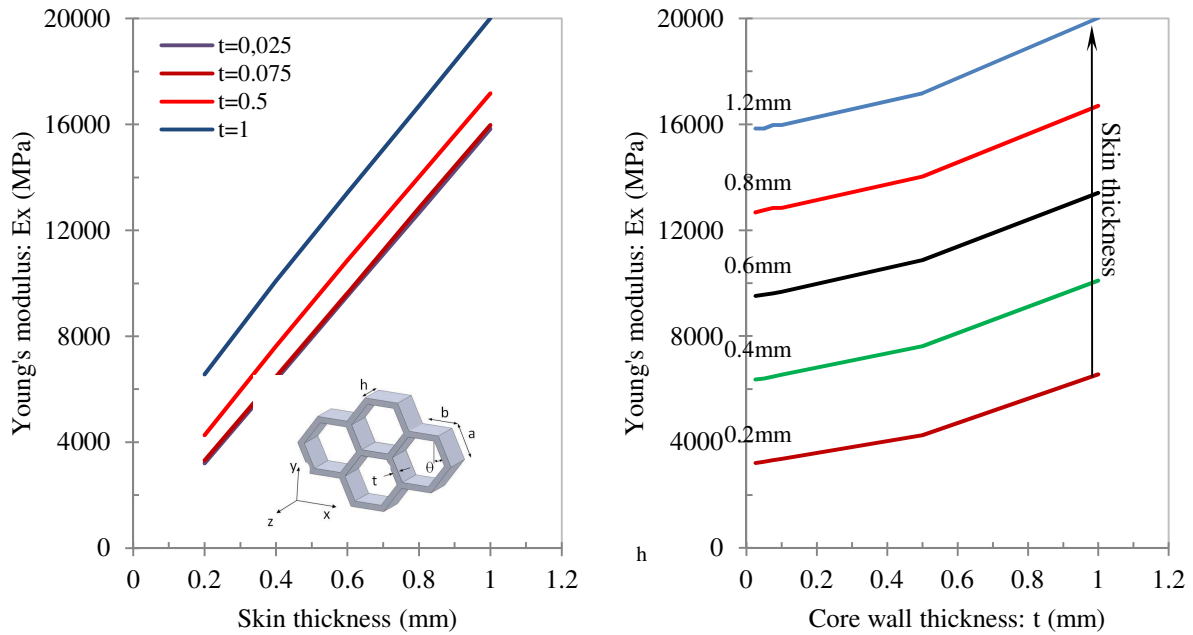 20000
16000
12000
8000
4000
0
Young's modulus: Ex (MPa)
t=0,025
t=0.075
t=0.5
t=1
h
b
a
θ
t
y
x
z
0 0.2 0.4 0.6 0.8 1 1.2
Skin thickness (mm)
20000
16000
12000
8000
4000
0
Young's modulus: Ex (MPa)
1.2mm
0.8mm
0.6mm
0.4mm
0.2mm
Skin thickness
h
0 0.2 0.4 0.6 0.8 1 1.2
Core wall thickness: t (mm)